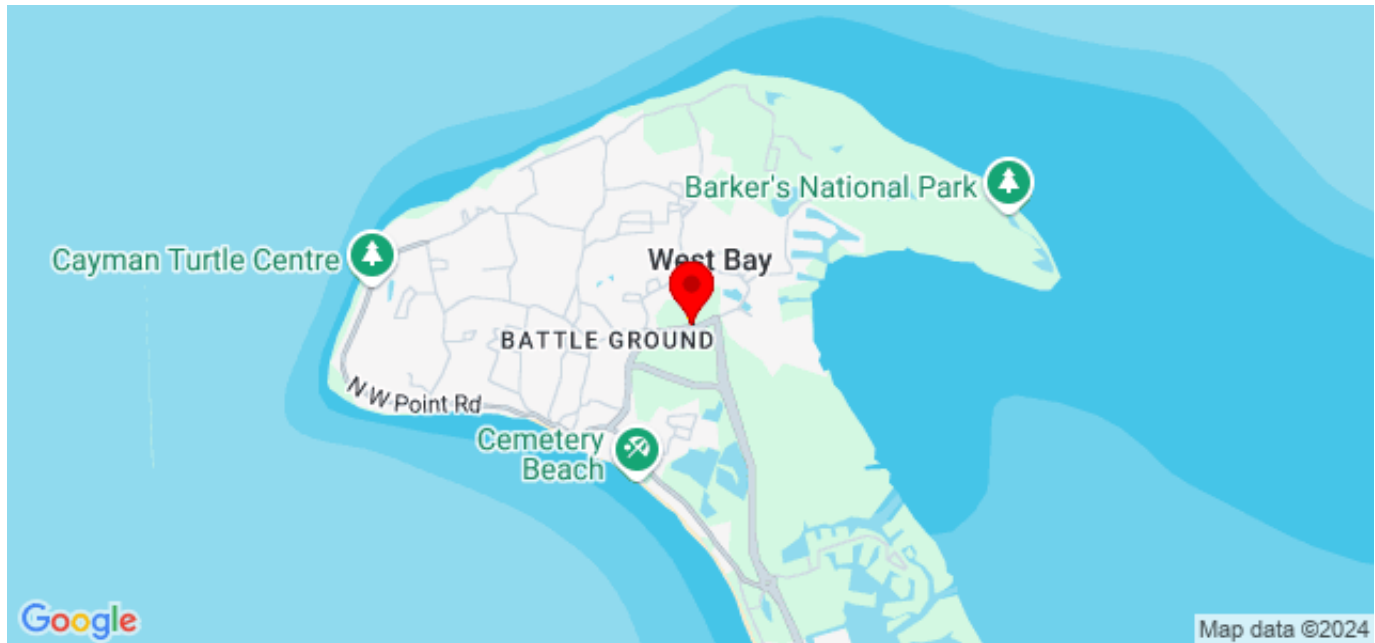 Barker's National Park
Cayman Turtle Centre
West Bay
BATTLE GROUND
N W Point Rd
Cemetery
Beach
Google
Map data ©2024